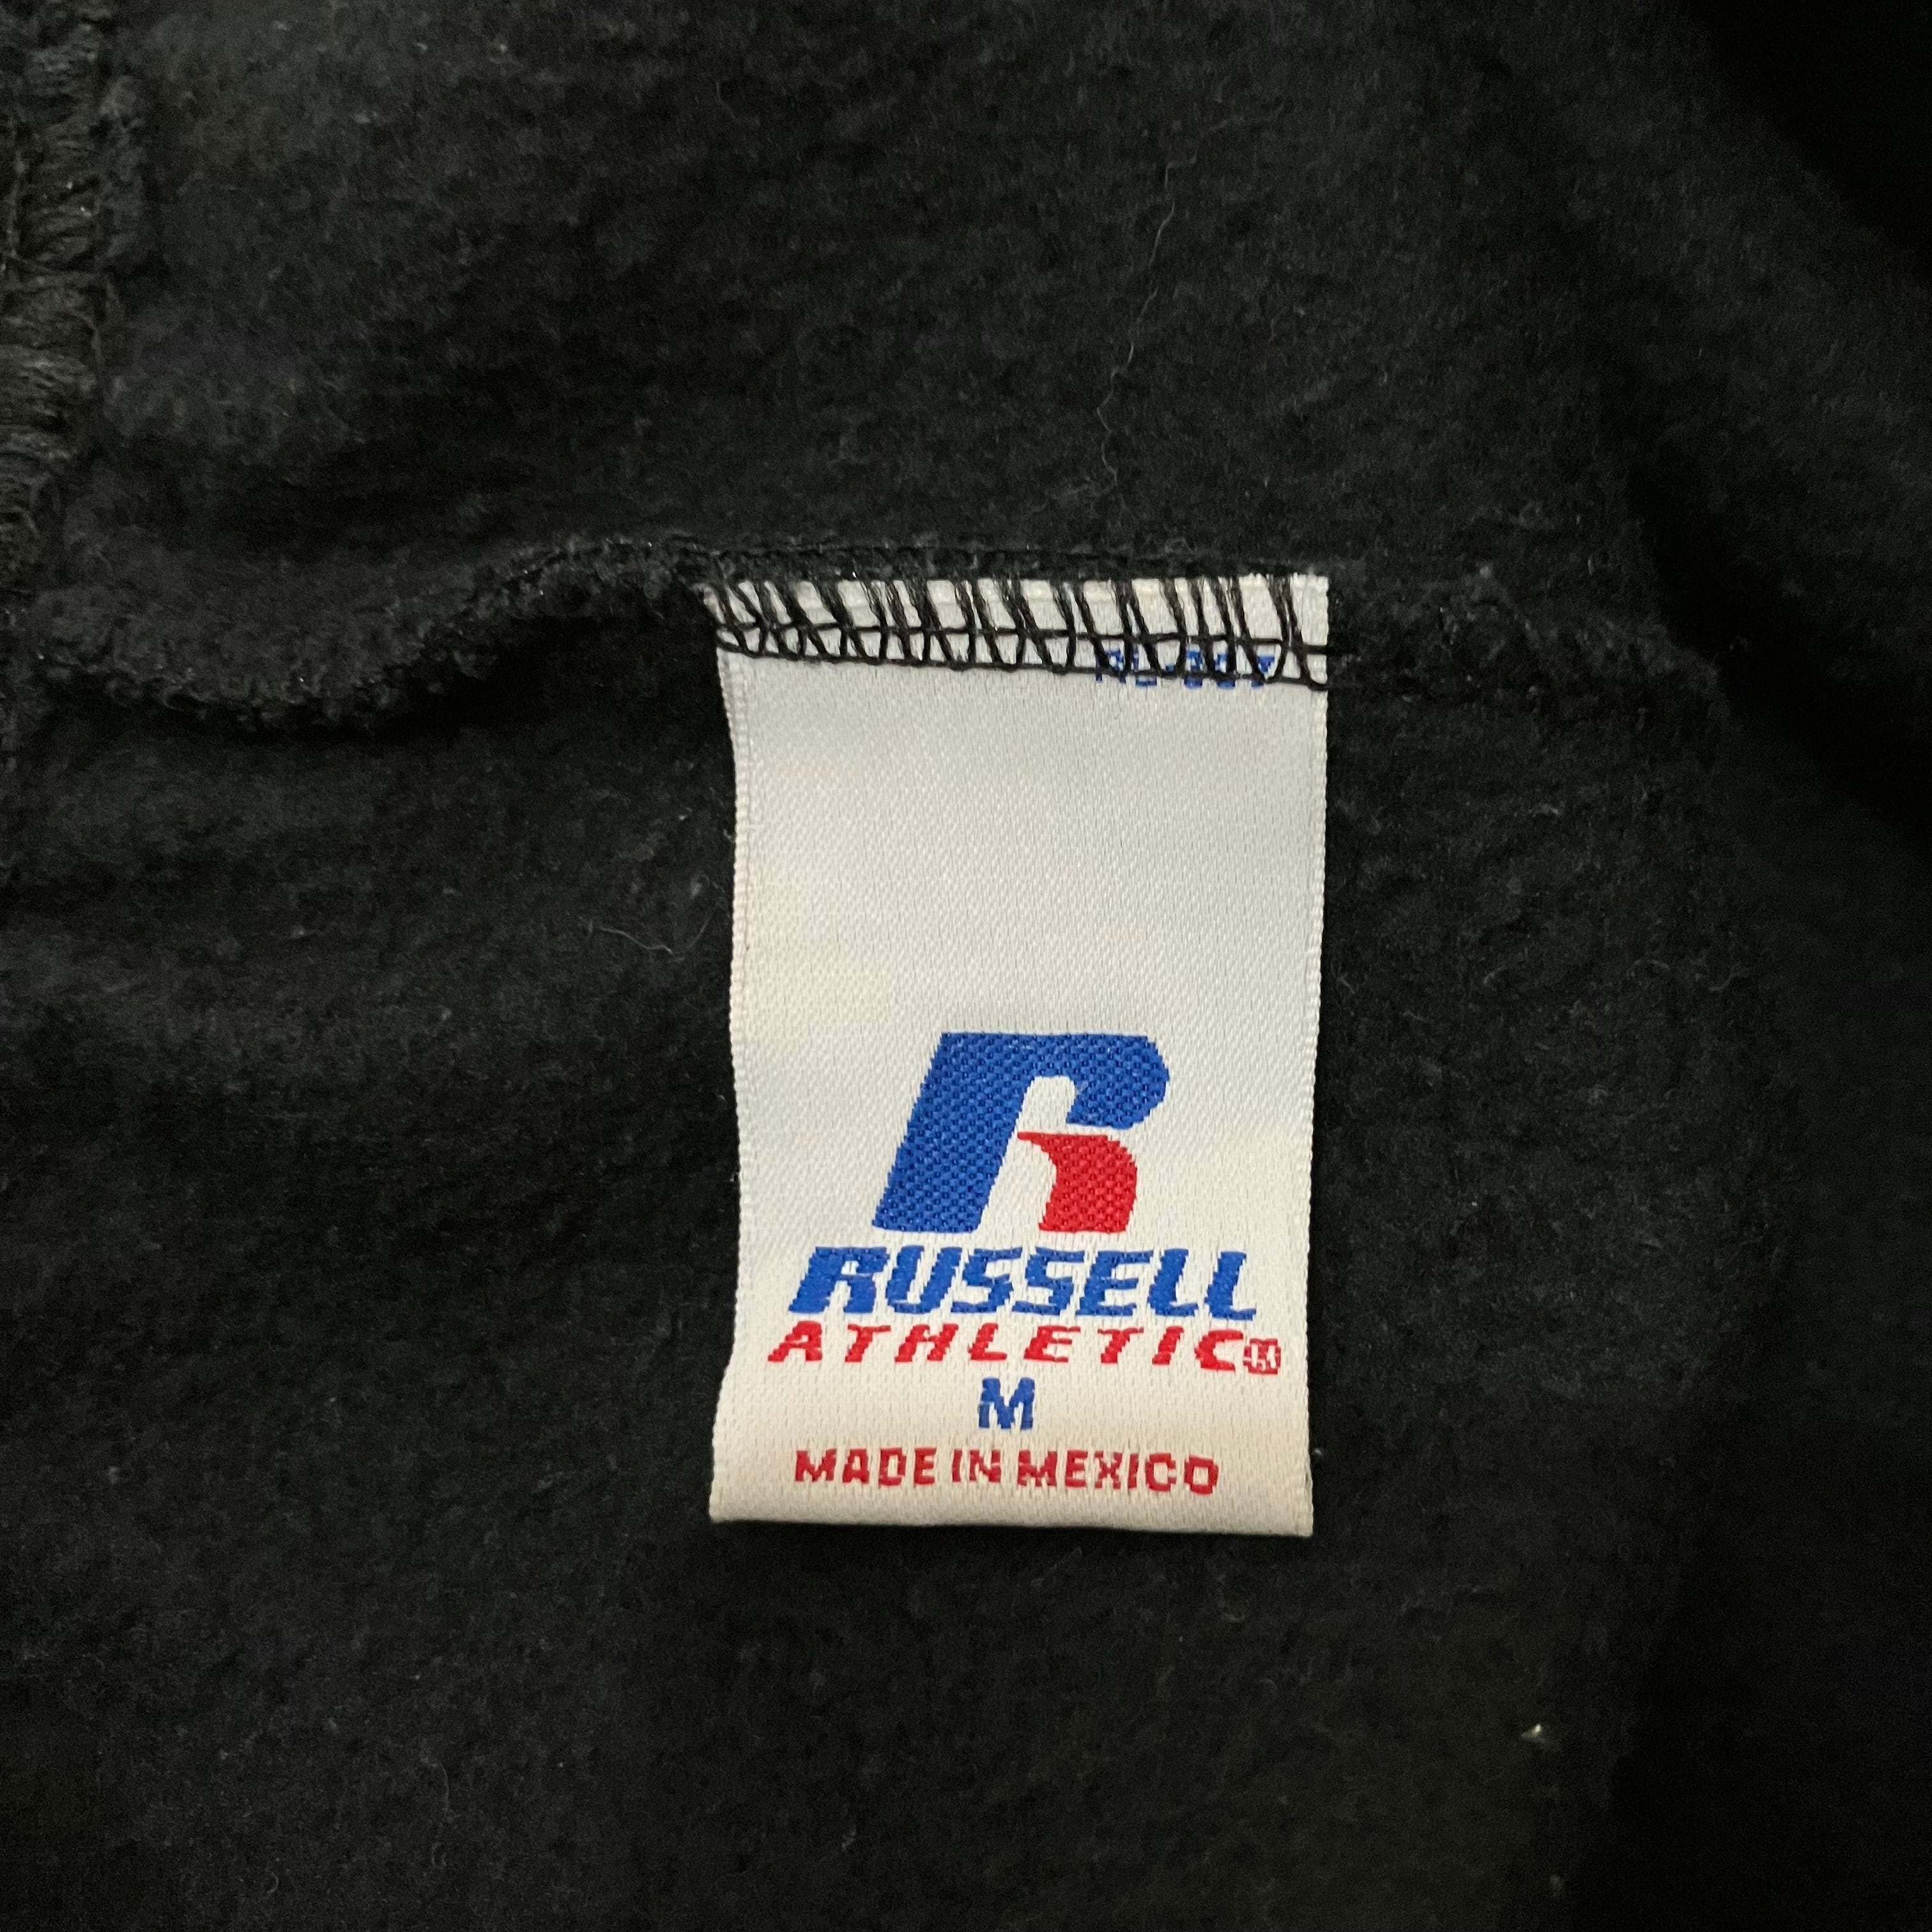 RUSSELL
ATHLETIC®
M
MADE IN MEXICO